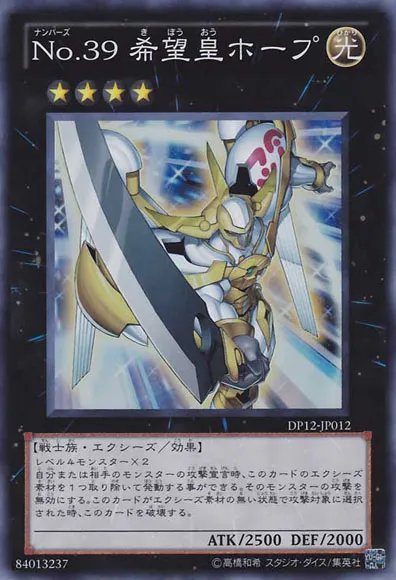 ナンバーズ きぼうおう
No.39 希望皇ホープ
ひかり
光
DP12-JP012
【戦士族・エクシーズ/効果】
レベル4モンスター×2
自分または相手のモンスターの攻撃宣言時、このカードのエクシーズ
素材を1つ取り除いて発動する事ができる。そのモンスターの攻撃を
無効にする。このカードがエクシーズ素材の無い状態で攻撃対象に選択
された時、このカードを破壊する。
ATK/2500 DEF/2000
84013237
©高橋和希 スタジオ・ダイス/集英社